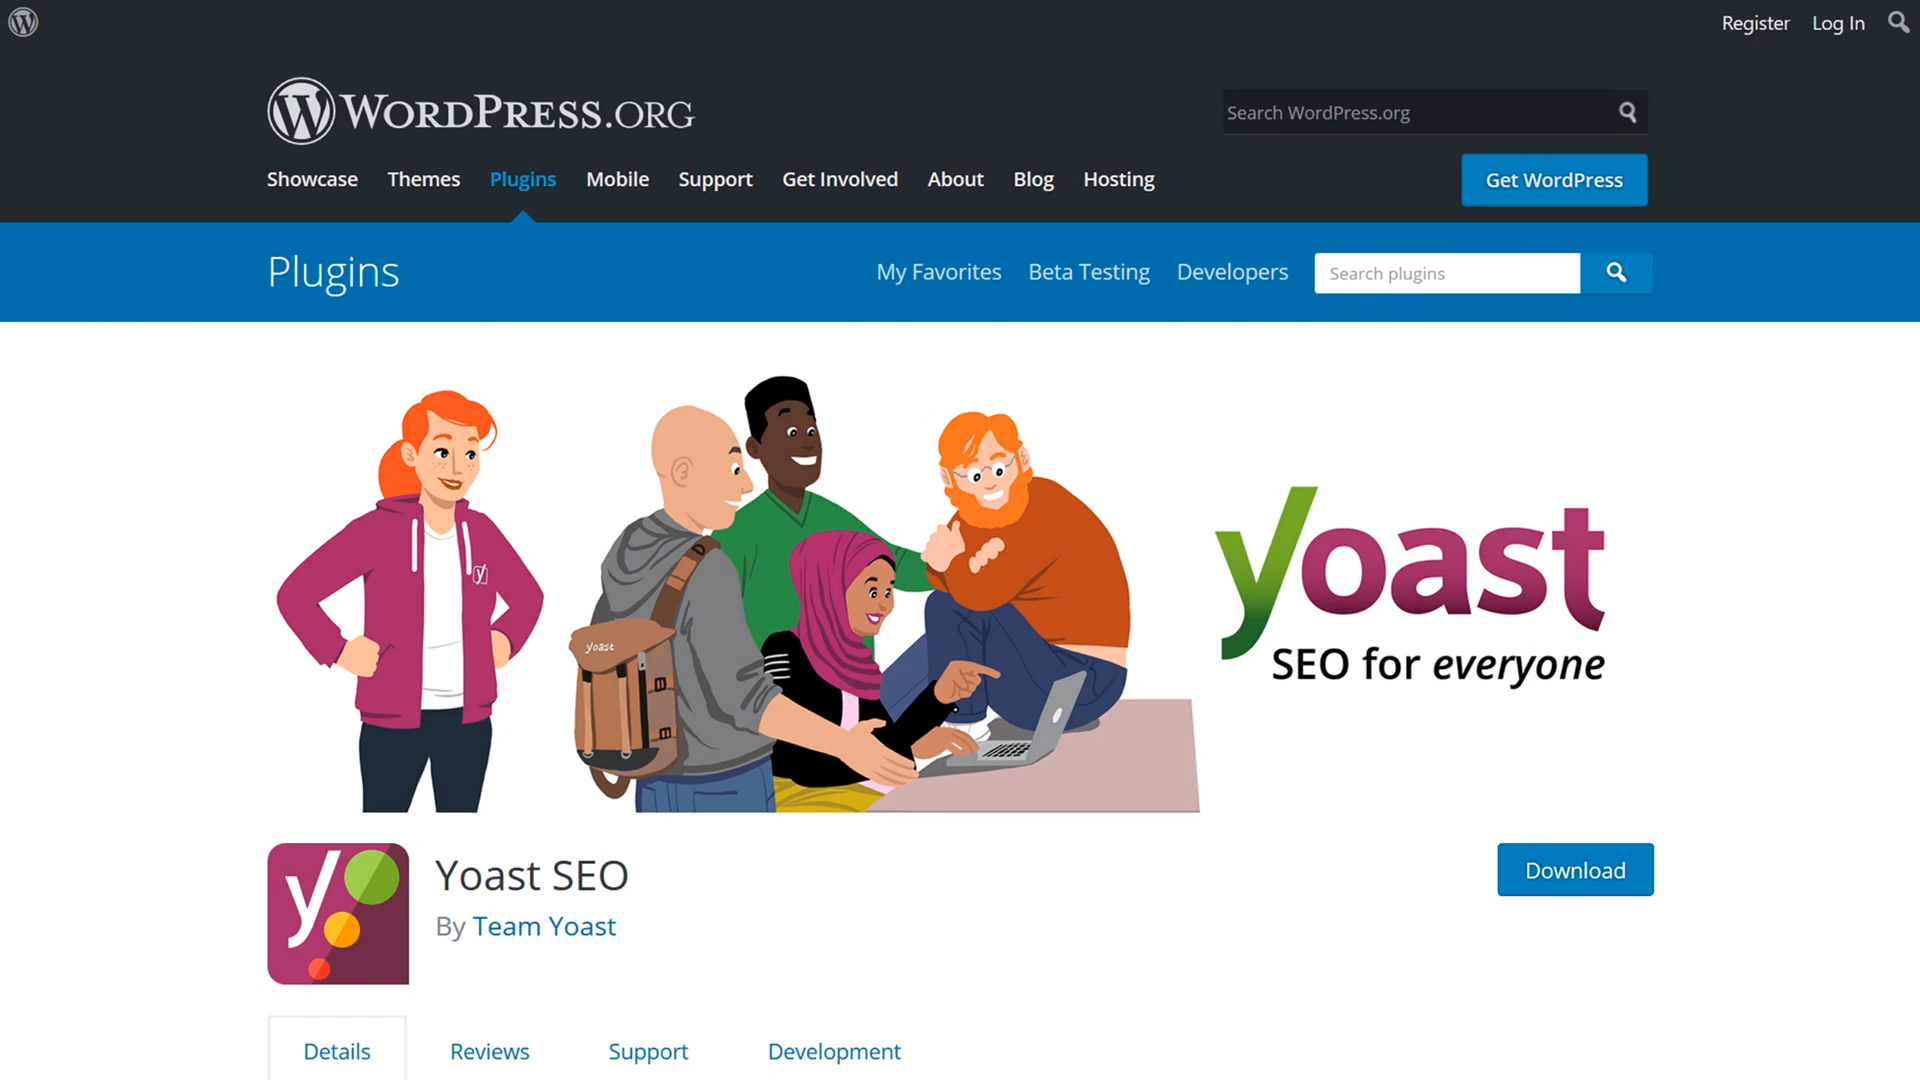 Register Log In
WORDPRESS.ORG
Search WordPress.org
Showcase Themes Plugins Mobile Support Get Involved About Blog Hosting
Get WordPress
Plugins
My Favorites Beta Testing Developers
Search plugins
y
yoast
yoast
SEO for everyone
y
Yoast SEO
By Team Yoast
Download
Details Reviews Support Development